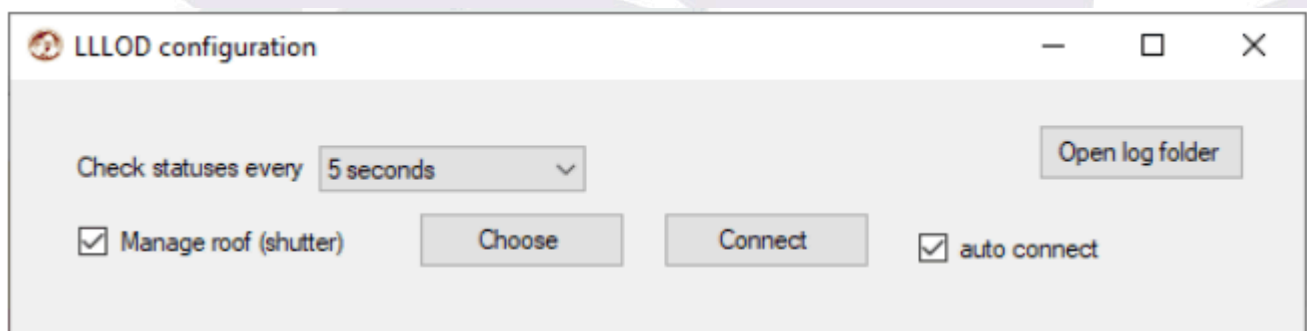 LLLOD configuration
Open log folder
Check statuses every 5 seconds
Manage roof (shutter) Choose Connect auto connect